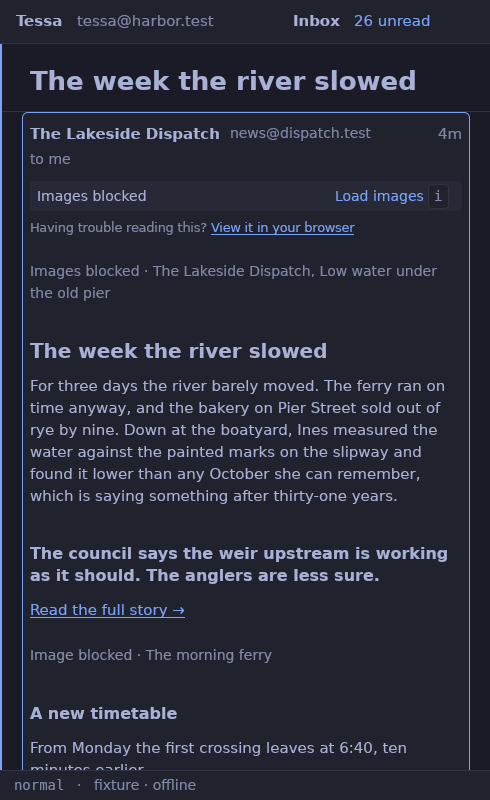 Tessa tessa@harbor.test Inbox 26 unread
The week the river slowed
The Lakeside Dispatch news@dispatch.test 4m
to me
Images blocked Load images i
Having trouble reading this? View it in your browser
Images blocked · The Lakeside Dispatch, Low water under
the old pier
The week the river slowed
For three days the river barely moved. The ferry ran on
time anyway, and the bakery on Pier Street sold out of
rye by nine. Down at the boatyard, Ines measured the
water against the painted marks on the slipway and
found it lower than any October she can remember,
which is saying something after thirty-one years.
The council says the weir upstream is working
as it should. The anglers are less sure.
Read the full story →
Image blocked · The morning ferry
A new timetable
From Monday the first crossing leaves at 6:40, ten
minutes earlier
normal · fixture · offline